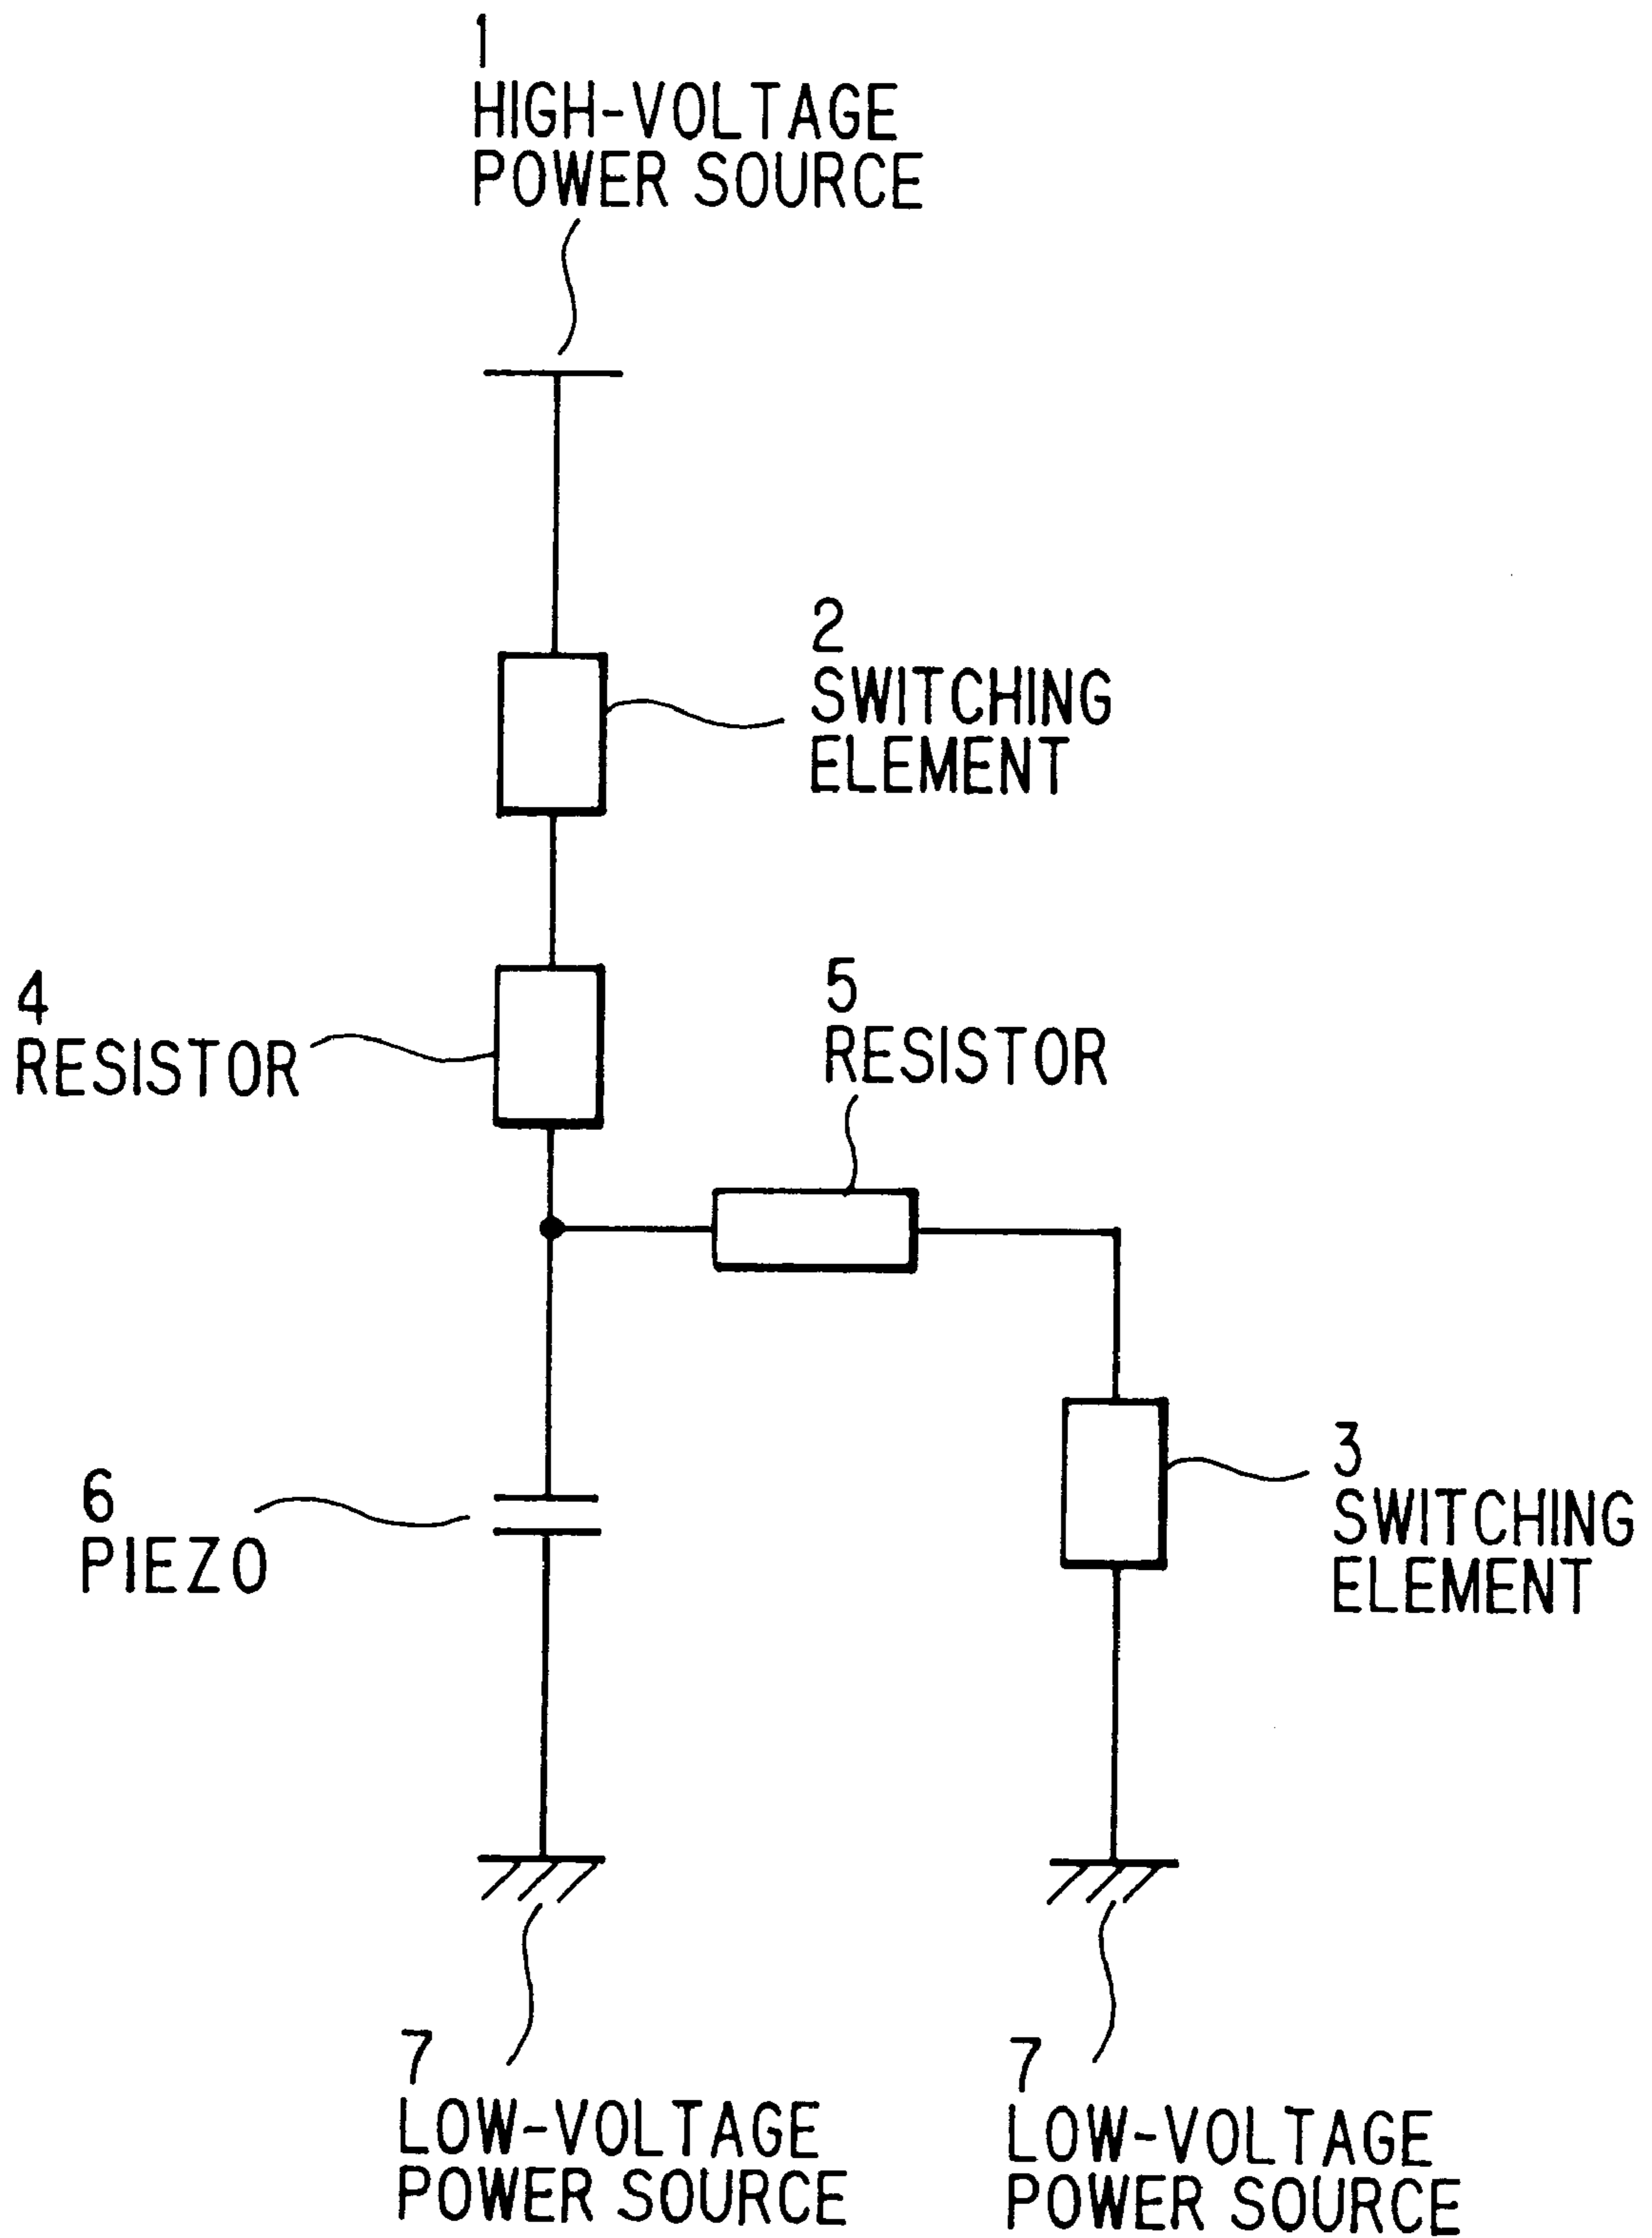 1
HIGH-VOLTAGE
POWER SOURCE
2
SWITCHING
ELEMENT
4
RESISTOR
5
RESISTOR
6
PIEZO
3
SWITCHING
ELEMENT
7
LOW-VOLTAGE
POWER SOURCE
7
LOW-VOLTAGE
POWER SOURCE